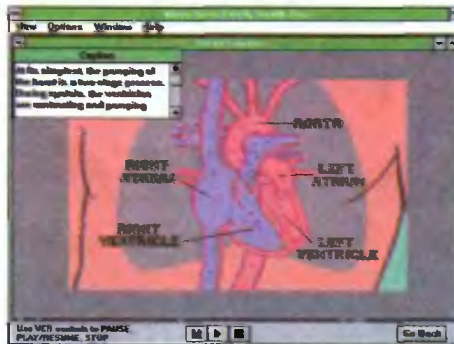 View Options Window Help
Caption
At its simplest, the pumping of
the heart is a two-stage process.
During systole, the ventricles
are contracting and pumping
AORTA
RIGHT
ATRIUM
LEFT
ATRIUM
RIGHT
VENTRICLE
LEFT
VENTRICLE
Use VCR controls to PAUSE
PLAY/RESUME, STOP
Go Back